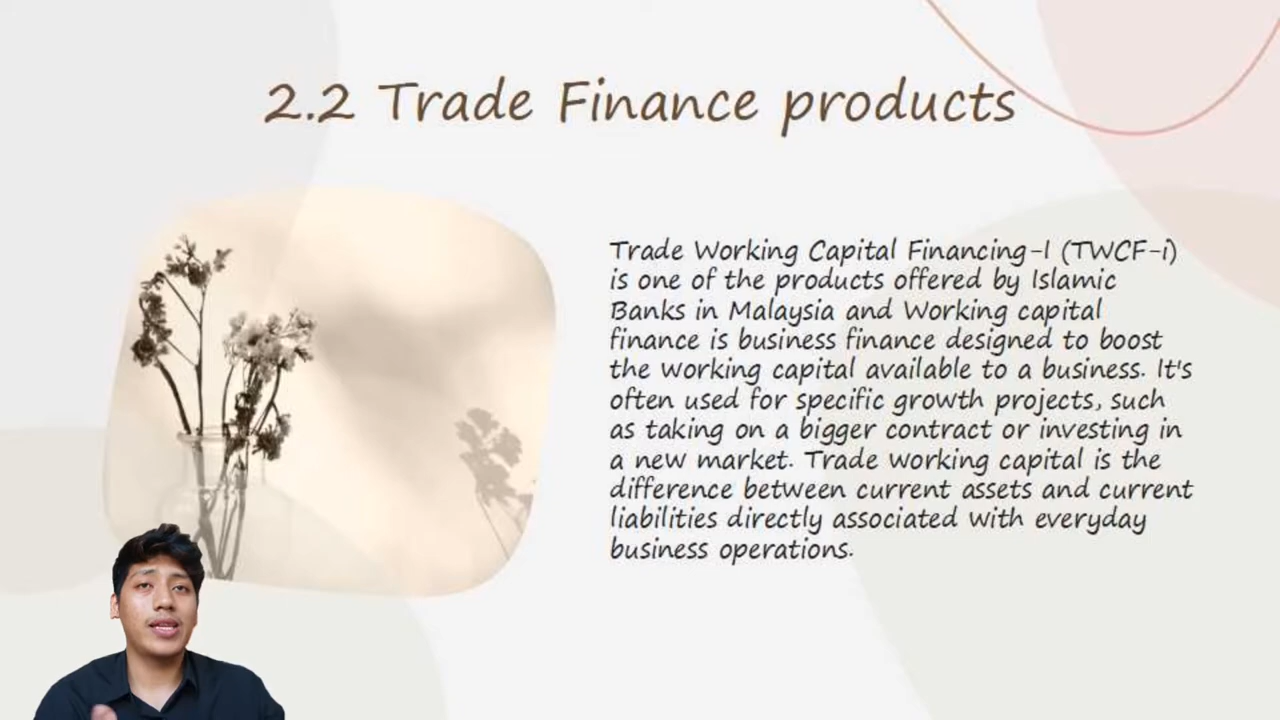 2.2 Trade Finance products
Trade Working Capital Financing-I (TWCF-i)
is one of the products offered by Islamic
Banks in Malaysia and Working capital
finance is business finance designed to boost
the working capital available to a business. It's
often used for specific growth projects, such
as taking on a bigger contract or investing in
a new market. Trade working capital is the
difference between current assets and current
liabilities directly associated with everyday
business operations.